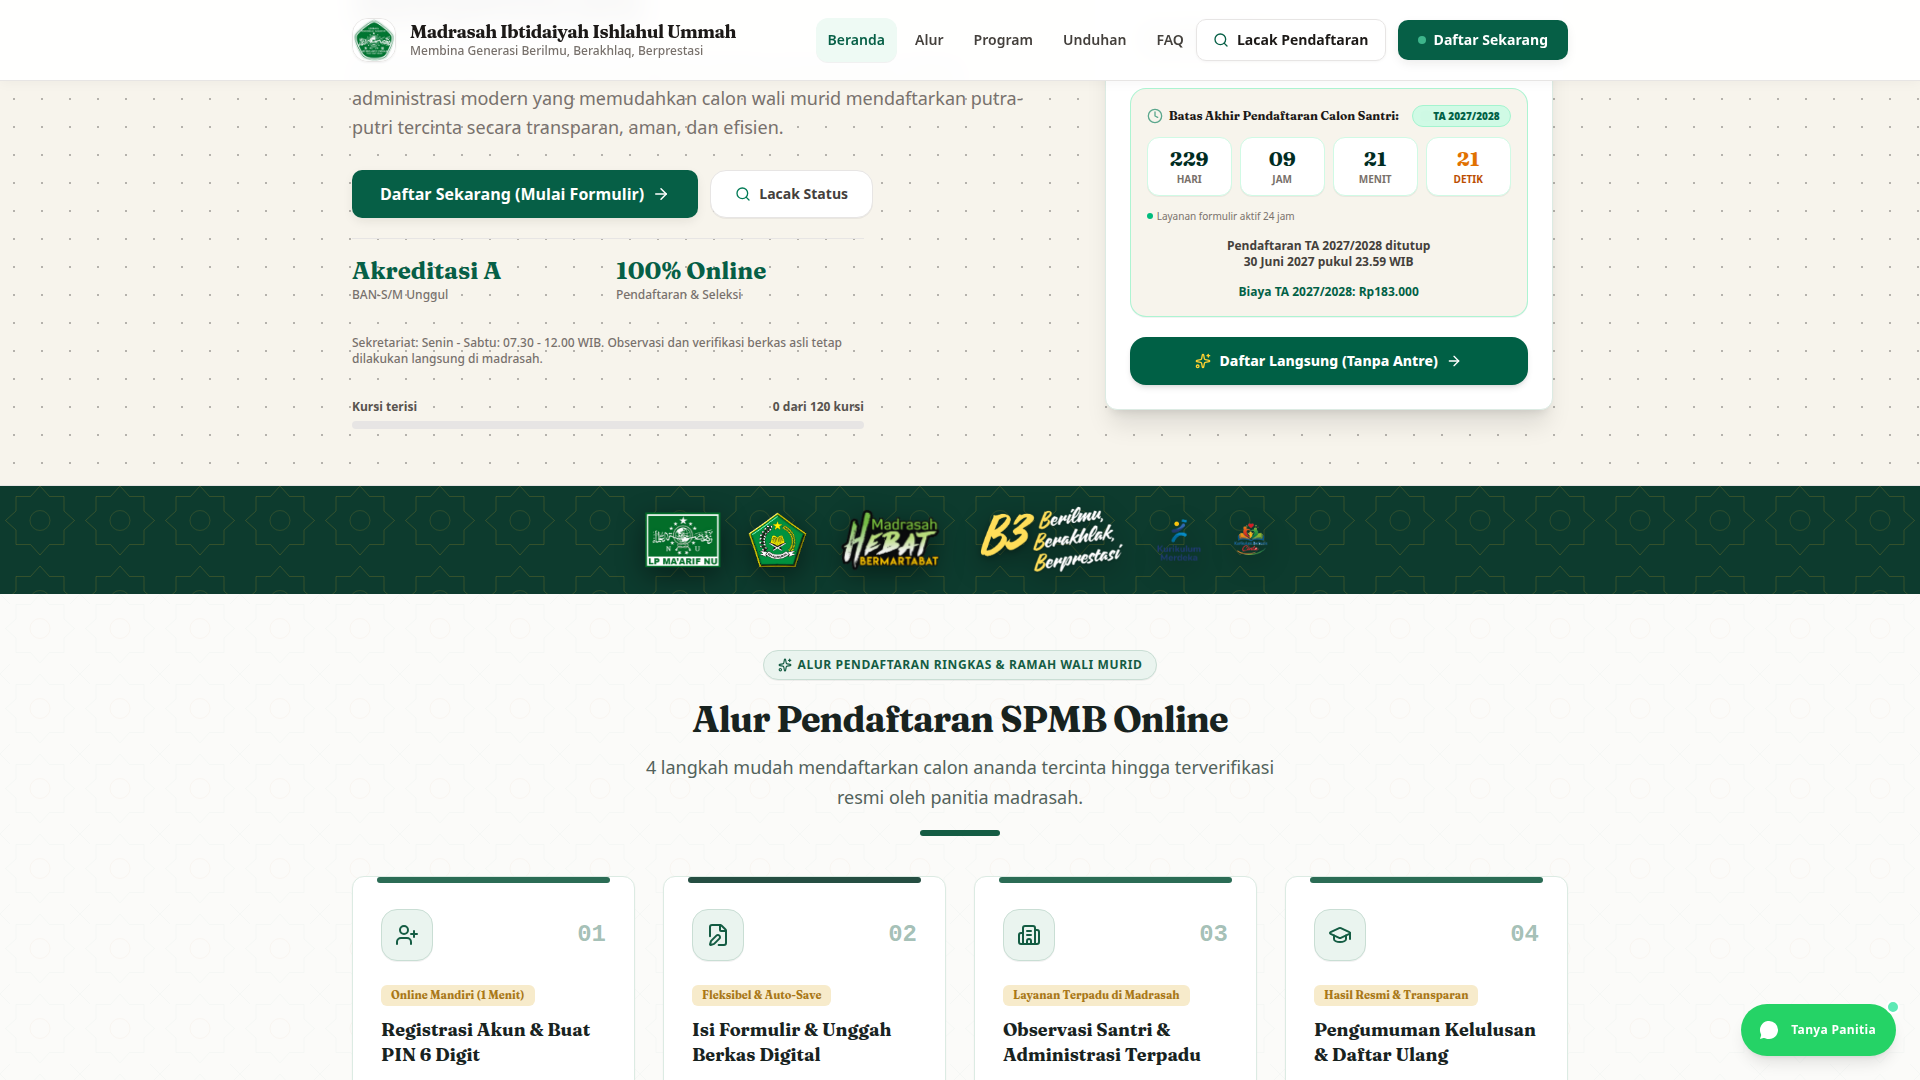 Madrasah Ibtidaiyah Ishlahul Ummah
Membina Generasi Berilmu, Berakhlaq, Berprestasi
Beranda
Alur
Program
Unduhan
FAQ
Lacak Pendaftaran
Daftar Sekarang
administrasi modern yang memudahkan calon wali murid mendaftarkan putra-
putri tercinta secara transparan, aman, dan efisien.
Daftar Sekarang (Mulai Formulir)
Lacak Status
Akreditasi A
BAN-S/M Unggul
100% Online
Pendaftaran & Seleksi
Sekretariat: Senin - Sabtu: 07.30 - 12.00 WIB. Observasi dan verifikasi berkas asli tetap
dilakukan langsung di madrasah.
Kursi terisi
0 dari 120 kursi
Batas Akhir Pendaftaran Calon Santri:
TA 2027/2028
229
HARI
09
JAM
21
MENIT
21
DETIK
Layanan formulir aktif 24 jam
Pendaftaran TA 2027/2028 ditutup
30 Juni 2027 pukul 23.59 WIB
Biaya TA 2027/2028: Rp183.000
Daftar Langsung (Tanpa Antre)
N U
LP MA'ARIF NU
Madrasah
HEBAT
BERMARTABAT
B3
Berilmu,
Berakhlak,
Berprestasi
ALUR PENDAFTARAN RINGKAS & RAMAH WALI MURID
Alur Pendaftaran SPMB Online
4 langkah mudah mendaftarkan calon ananda tercinta hingga terverifikasi
resmi oleh panitia madrasah.
01
Online Mandiri (1 Menit)
Registrasi Akun & Buat
PIN 6 Digit
02
Fleksibel & Auto-Save
Isi Formulir & Unggah
Berkas Digital
03
Layanan Terpadu di Madrasah
Observasi Santri &
Administrasi Terpadu
04
Hasil Resmi & Transparan
Pengumuman Kelulusan
& Daftar Ulang
Tanya Panitia